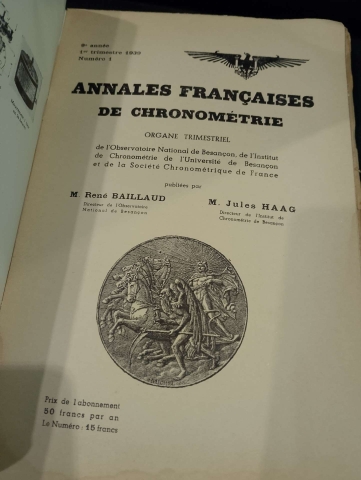 9e année
1er trimestre 1939
Numéro 1
ANNALES FRANÇAISES
DE CHRONOMÉTRIE
ORGANE TRIMESTRIEL
de l'Observatoire National de Besançon, de l'Institut
de Chronométrie de l'Université de Besançon
et de la Société Chronométrique de France
publiées par
M. René BAILLAUD
Directeur de l'Observatoire
National de Besançon
M. Jules HAAG
Directeur de l'Institut de
Chronométrie de Besançon
Prix de l'abonnement
50 francs par an
Le Numéro : 15 francs